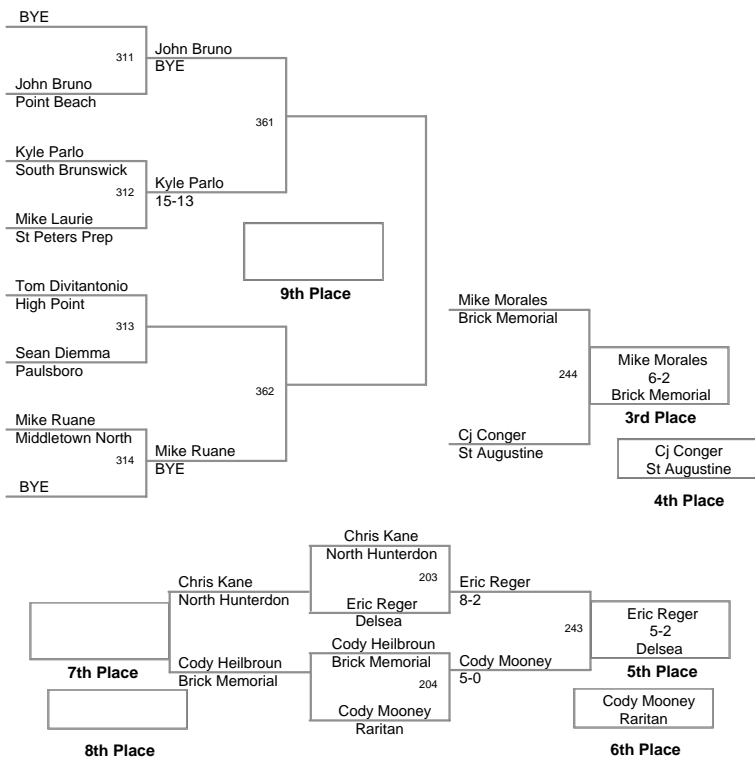 BYE
311
John Bruno
BYE
John Bruno
Point Beach
361
Kyle Parlo
South Brunswick
312
Kyle Parlo
15-13
Mike Laurie
St Peters Prep
9th Place
Tom Divitantonio
High Point
313
Sean Diemma
Paulsboro
362
Mike Ruane
Middletown North
314
Mike Ruane
BYE
BYE
Mike Morales
Brick Memorial
244
Mike Morales
6-2
Brick Memorial
3rd Place
Cj Conger
St Augustine
Cj Conger
St Augustine
4th Place
Chris Kane
North Hunterdon
203
Chris Kane
North Hunterdon
Eric Reger
Delsea
Eric Reger
8-2
243
Eric Reger
5-2
Delsea
5th Place
7th Place
Cody Heilbroun
Brick Memorial
Cody Heilbroun
Brick Memorial
204
Cody Mooney
5-0
Cody Mooney
Raritan
Cody Mooney
Raritan
6th Place
8th Place